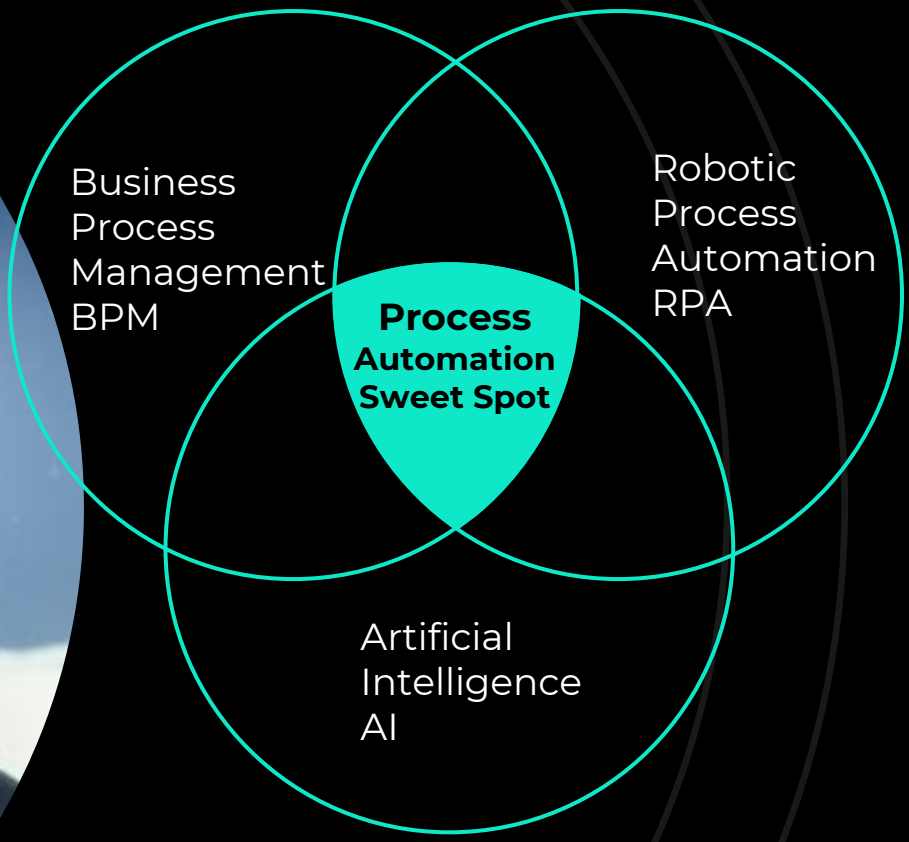 Business
Process
Management
BPM
Robotic
Process
Automation
RPA
Process
Automation
Sweet Spot
Artificial
Intelligence
AI